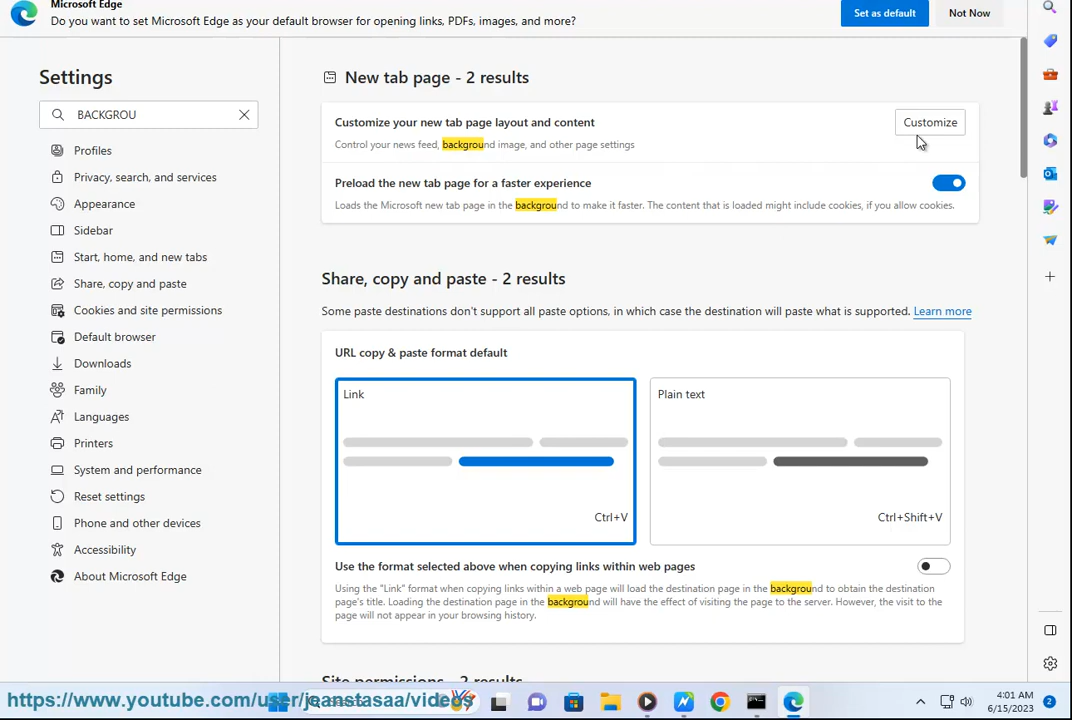 Microsoft Edge
Do you want to set Microsoft Edge as your default browser for opening links, PDFs, images, and more?
Set as default
Not Now
Settings
BACKGROU
Profiles
Privacy, search, and services
Appearance
Sidebar
Start, home, and new tabs
Share, copy and paste
Cookies and site permissions
Default browser
Downloads
Family
Languages
Printers
System and performance
Reset settings
Phone and other devices
Accessibility
About Microsoft Edge
New tab page - 2 results
Customize your new tab page layout and content
Control your news feed, background image, and other page settings
Customize
Preload the new tab page for a faster experience
Loads the Microsoft new tab page in the background to make it faster. The content that is loaded might include cookies, if you allow cookies.
Share, copy and paste - 2 results
Some paste destinations don't support all paste options, in which case the destination will paste what is supported. Learn more
URL copy & paste format default
Link
Ctrl+V
Plain text
Ctrl+Shift+V
Use the format selected above when copying links within web pages
Using the "Link" format when copying links within a web page will load the destination page in the background to obtain the destination
page's title. Loading the destination page in the background will have the effect of visiting the page to the server. However, the visit to the
page will not appear in your browsing history.
Site permissions - 2 results
https://www.youtube.com/user/jeanstasaa/videos
4:01 AM
6/15/2023
2